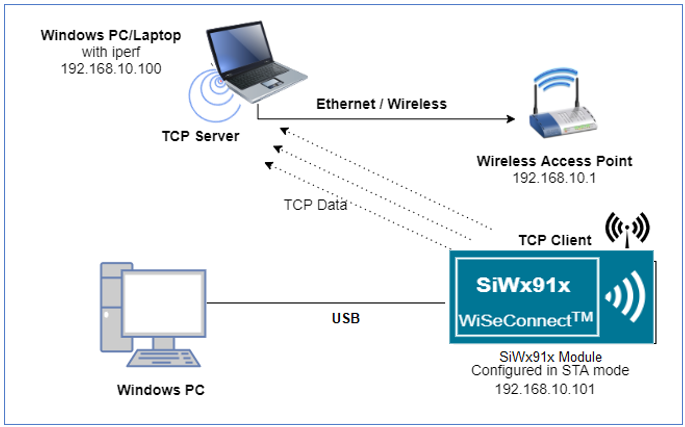 Windows PC/Laptop
with iperf
192.168.10.100
TCP Server
Ethernet / Wireless
Wireless Access Point
192.168.10.1
TCP Data
TCP Client
SiWx91x
WiSeConnect™
USB
SiWx91x Module
Configured in STA mode
192.168.10.101
Windows PC